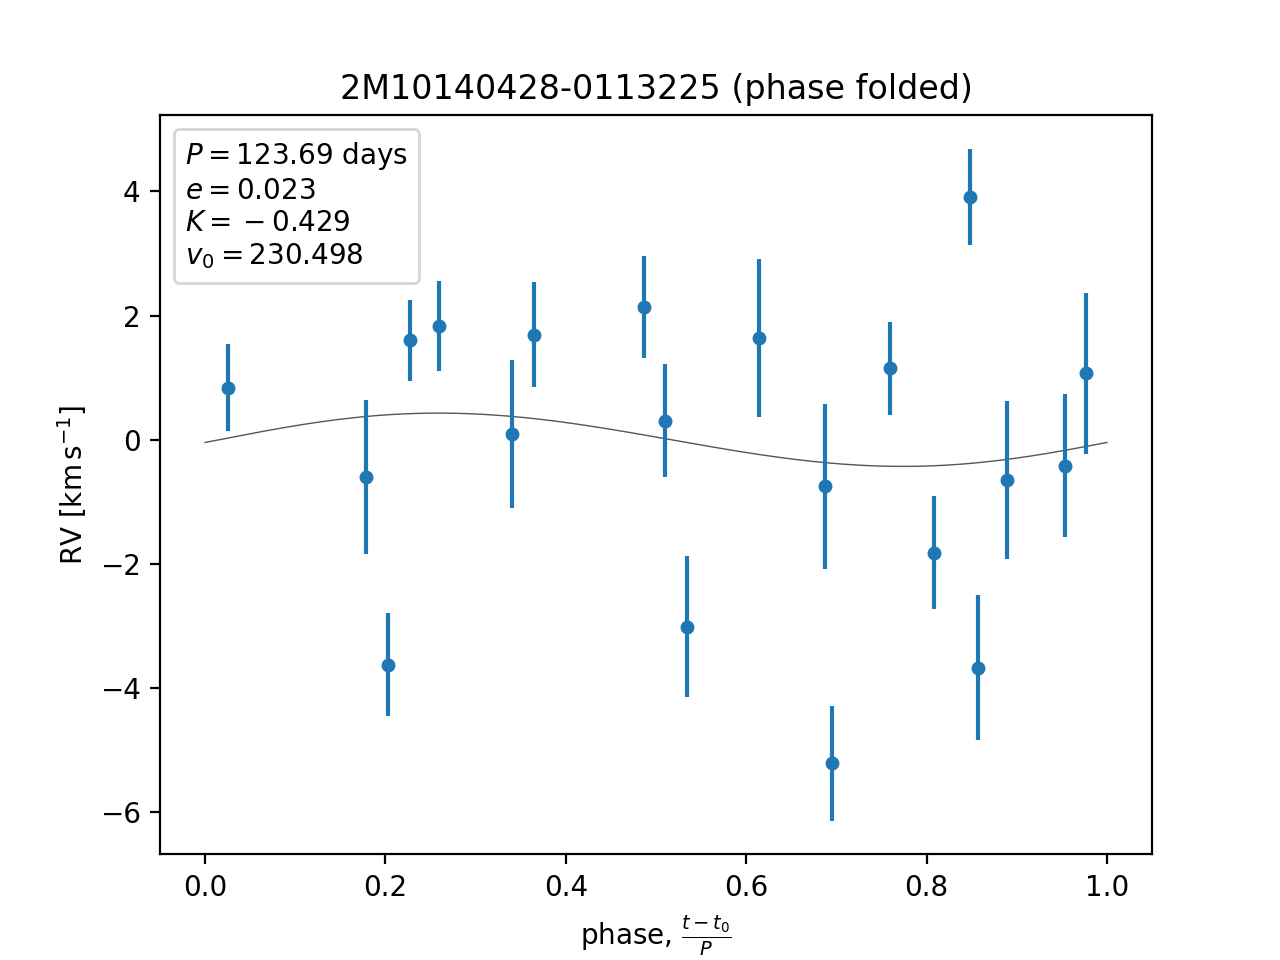 2M10140428-0113225 (phase folded)
P = 123.69 days
e = 0.023
K = −0.429
v₀ = 230.498
RV [km s⁻¹]
4
2
0
−2
−4
−6
0.0 0.2 0.4 0.6 0.8 1.0
phase, (t − t₀)/P